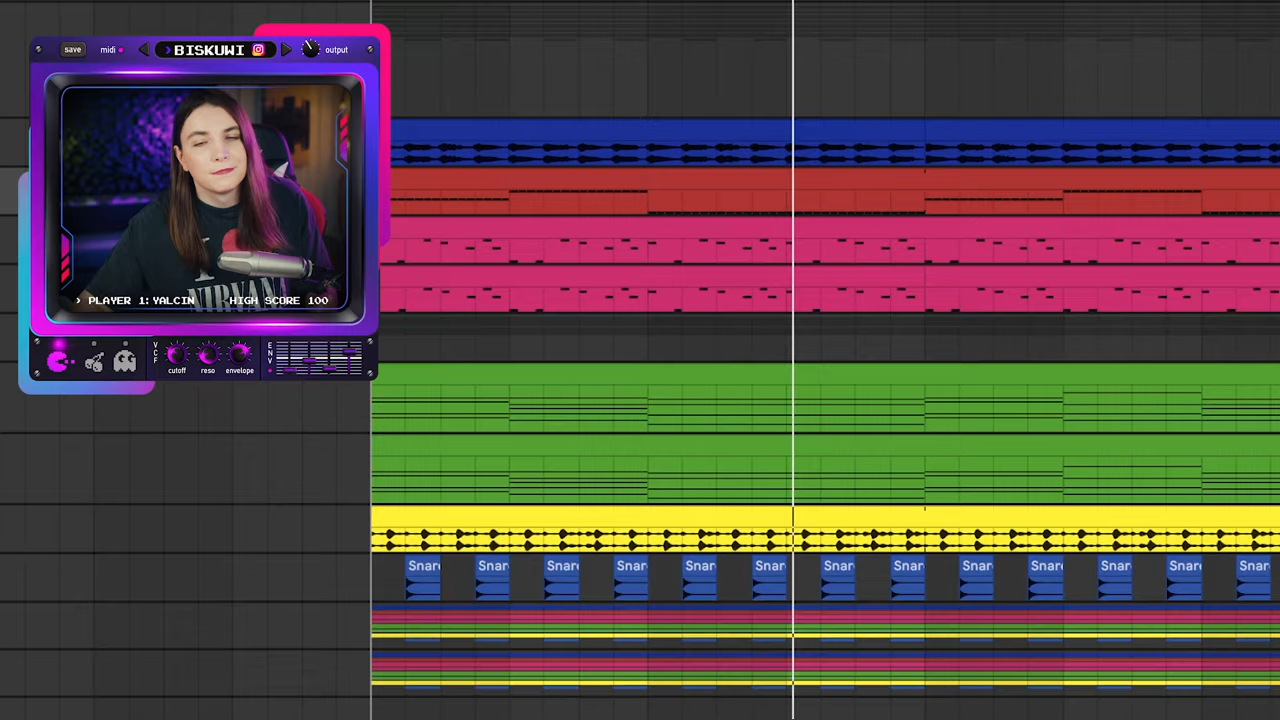 save midi BISKUWI output
I
NIRVANA
› PLAYER 1: YALCIN HIGH SCORE 100
VCF cutoff reso envelope ENV
Snar Snar Snar Snar Snar Snar Snar Snar Snar Snar Snar Snar Snar